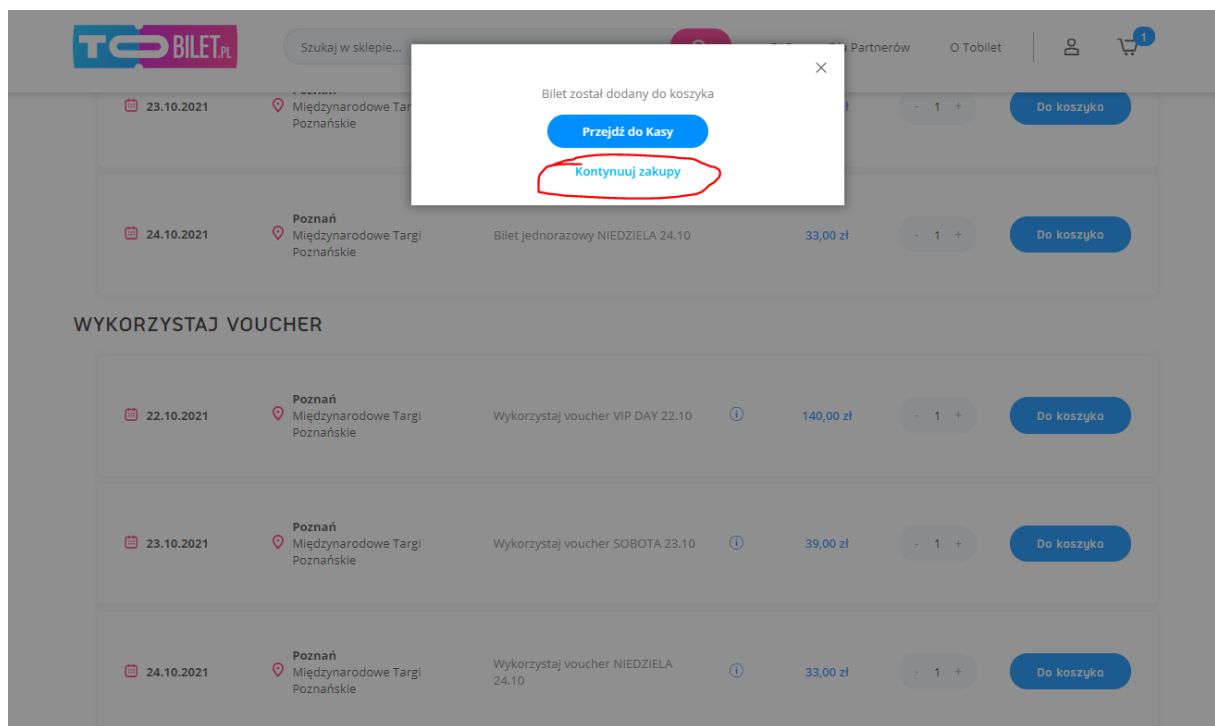 TOBILET.PL
Szukaj w sklepie...
Partnerów
O Tobilet
1
Bilet został dodany do koszyka
Przejdź do Kasy
Kontynuuj zakupy
23.10.2021
Międzynarodowe Tar
Poznańskie
- 1 +
Do koszyka
24.10.2021
Poznań
Międzynarodowe Targi
Poznańskie
Bilet jednorazowy NIEDZIELA 24.10
33,00 zł
- 1 +
Do koszyka
WYKORZYSTAJ VOUCHER
22.10.2021
Poznań
Międzynarodowe Targi
Poznańskie
Wykorzystaj voucher VIP DAY 22.10
140,00 zł
- 1 +
Do koszyka
23.10.2021
Poznań
Międzynarodowe Targi
Poznańskie
Wykorzystaj voucher SOBOTA 23.10
39,00 zł
- 1 +
Do koszyka
24.10.2021
Poznań
Międzynarodowe Targi
Poznańskie
Wykorzystaj voucher NIEDZIELA
24.10
33,00 zł
- 1 +
Do koszyka